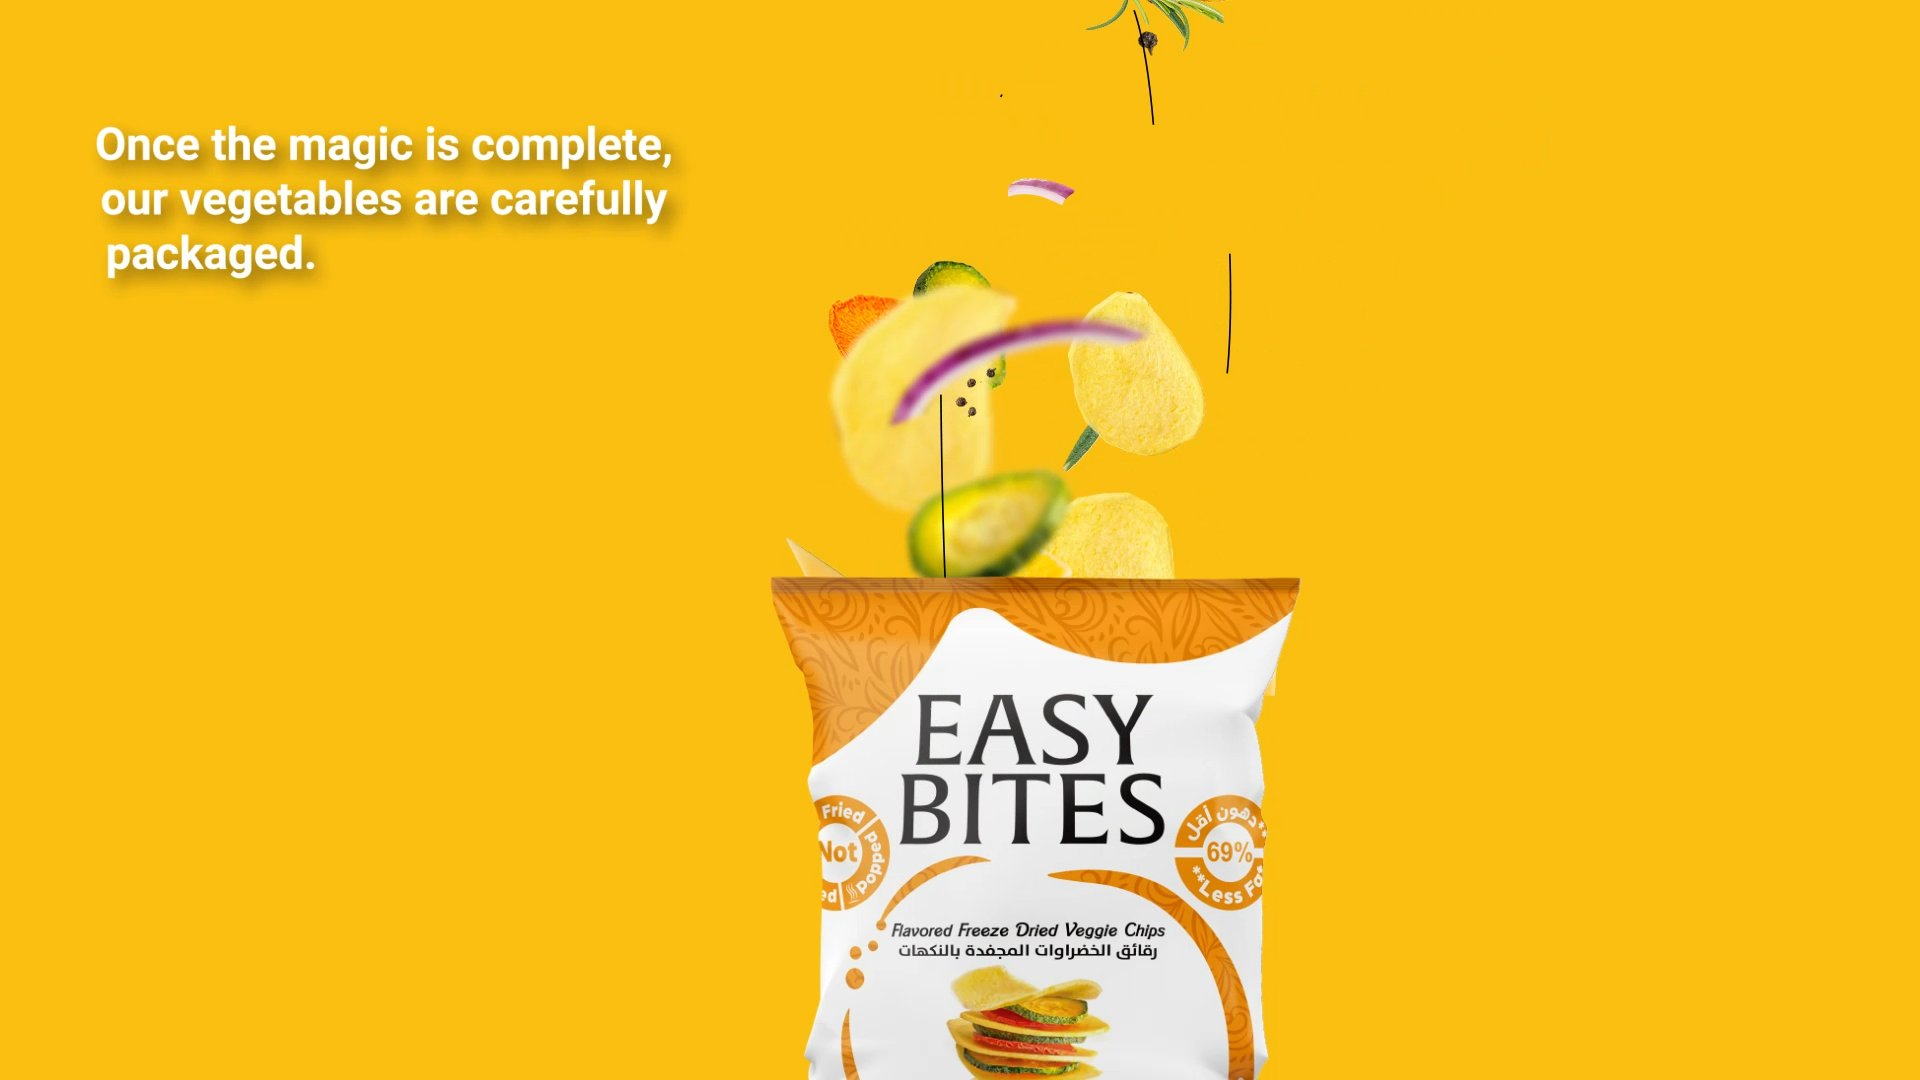 Once the magic is complete,
our vegetables are carefully
packaged.
EASY
BITES
Fried
Not
Popped
دهون أقل**
69%
**Less Fat
Flavored Freeze Dried Veggie Chips
رقائق الخضراوات المجفدة بالنكهات